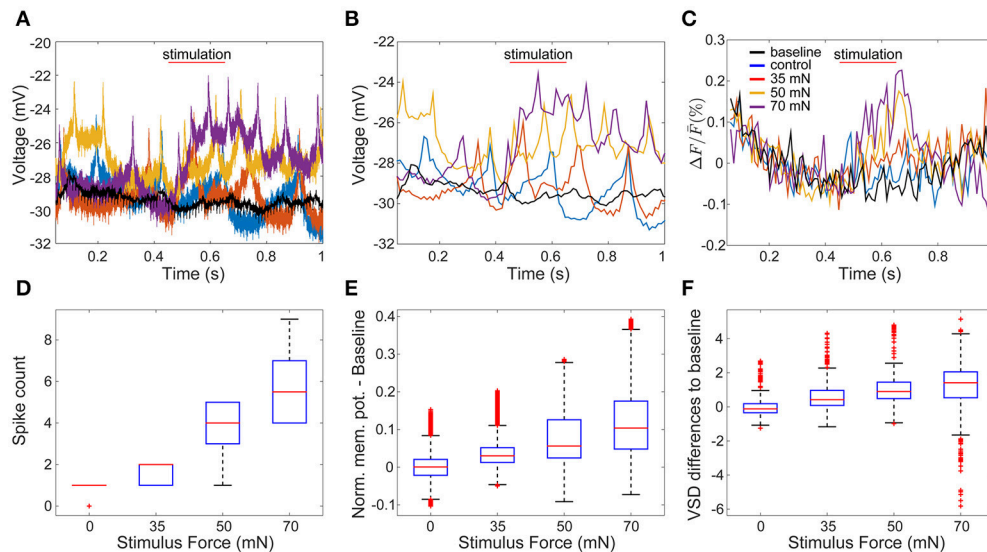 A
B
C
-20
-22
-24
-26
-28
-30
-32
Voltage (mV)
stimulation
0.2
0.4
0.6
0.8
1
Time (s)
-22
-24
-26
-28
-30
-32
Voltage (mV)
stimulation
0.2
0.4
0.6
0.8
1
Time (s)
0.3
0.2
0.1
0
-0.1
-0.2
ΔF/F(%)
baseline
control
35 mN
50 mN
70 mN
stimulation
0.2
0.4
0.6
0.8
Time (s)
D
E
F
8
6
4
2
0
Spike count
0
35
50
70
Stimulus Force (mN)
0.4
0.3
0.2
0.1
0
-0.1
Norm. mem. pot. - Baseline
0
35
50
70
Stimulus Force (mN)
4
2
0
-2
-4
-6
VSD differences to baseline
0
35
50
70
Stimulus Force (mN)